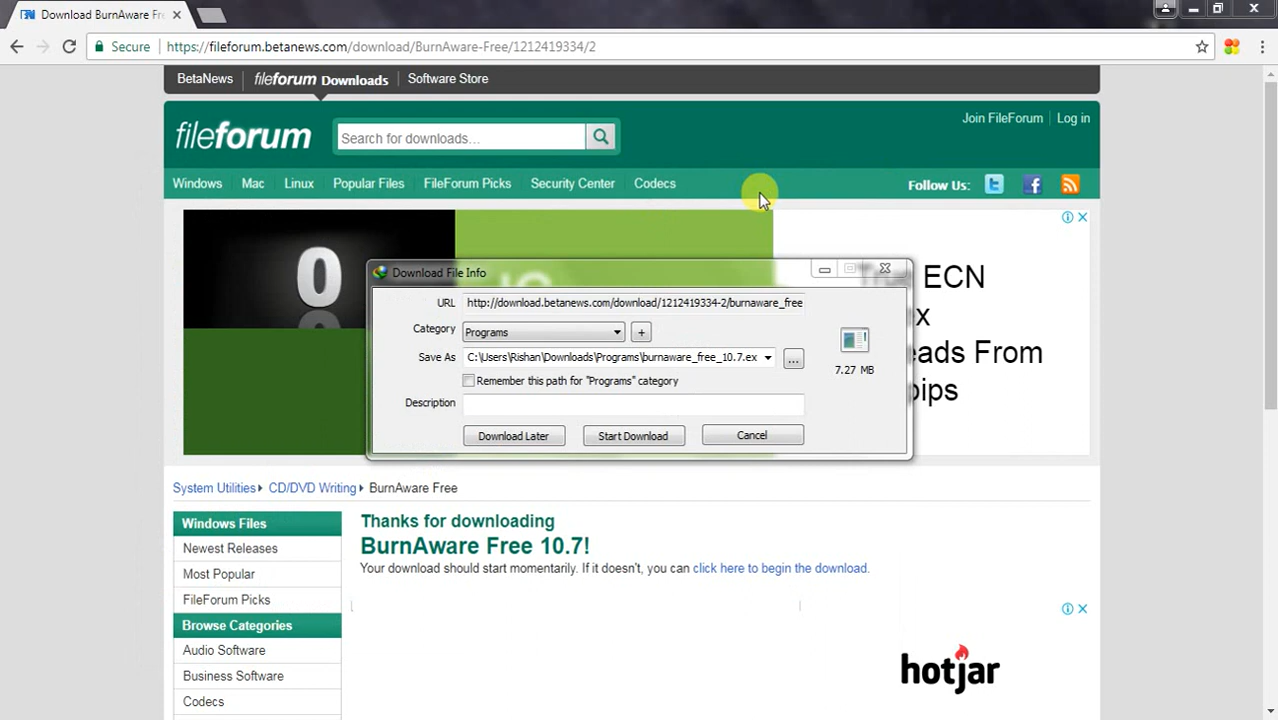 Download BurnAware Fre
Secure https://fileforum.betanews.com/download/BurnAware-Free/1212419334/2
BetaNews fileforum Downloads Software Store
fileforum Search for downloads... Join FileForum Log in
Windows Mac Linux Popular Files FileForum Picks Security Center Codecs Follow Us:
0
Download File Info
URL http://download.betanews.com/download/1212419334-2/burnaware_free
Category Programs +
Save As C:\Users\Rishan\Downloads\Programs\burnaware_free_10.7.ex ...
7.27 MB
Remember this path for "Programs" category
Description
Download Later Start Download Cancel
ECN
eads From
System Utilities CD/DVD Writing BurnAware Free
Windows Files
Newest Releases
Most Popular
FileForum Picks
Browse Categories
Audio Software
Business Software
Codecs
Thanks for downloading
BurnAware Free 10.7!
Your download should start momentarily. If it doesn't, you can click here to begin the download.
hotjar